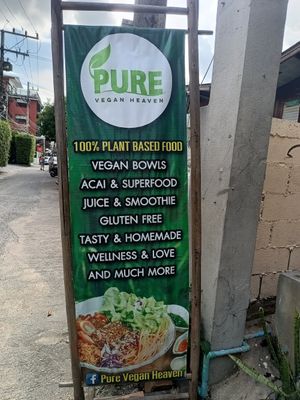 PURE
VEGAN HEAVEN
100% PLANT BASED FOOD
VEGAN BOWLS
ACAI & SUPERFOOD
JUICE & SMOOTHIE
GLUTEN FREE
TASTY & HOMEMADE
WELLNESS & LOVE
AND MUCH MORE
f Pure Vegan Heaven